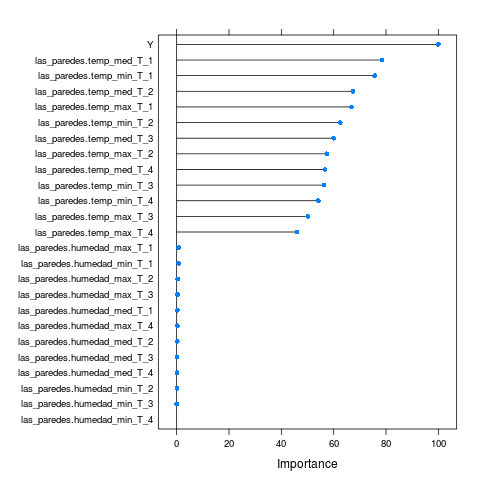 Y
las_paredes.temp_med_T_1
las_paredes.temp_min_T_1
las_paredes.temp_med_T_2
las_paredes.temp_max_T_1
las_paredes.temp_min_T_2
las_paredes.temp_med_T_3
las_paredes.temp_max_T_2
las_paredes.temp_med_T_4
las_paredes.temp_min_T_3
las_paredes.temp_min_T_4
las_paredes.temp_max_T_3
las_paredes.temp_max_T_4
las_paredes.humedad_max_T_1
las_paredes.humedad_min_T_1
las_paredes.humedad_max_T_2
las_paredes.humedad_max_T_3
las_paredes.humedad_med_T_1
las_paredes.humedad_max_T_4
las_paredes.humedad_med_T_2
las_paredes.humedad_med_T_3
las_paredes.humedad_med_T_4
las_paredes.humedad_min_T_2
las_paredes.humedad_min_T_3
las_paredes.humedad_min_T_4
0 20 40 60 80 100
Importance